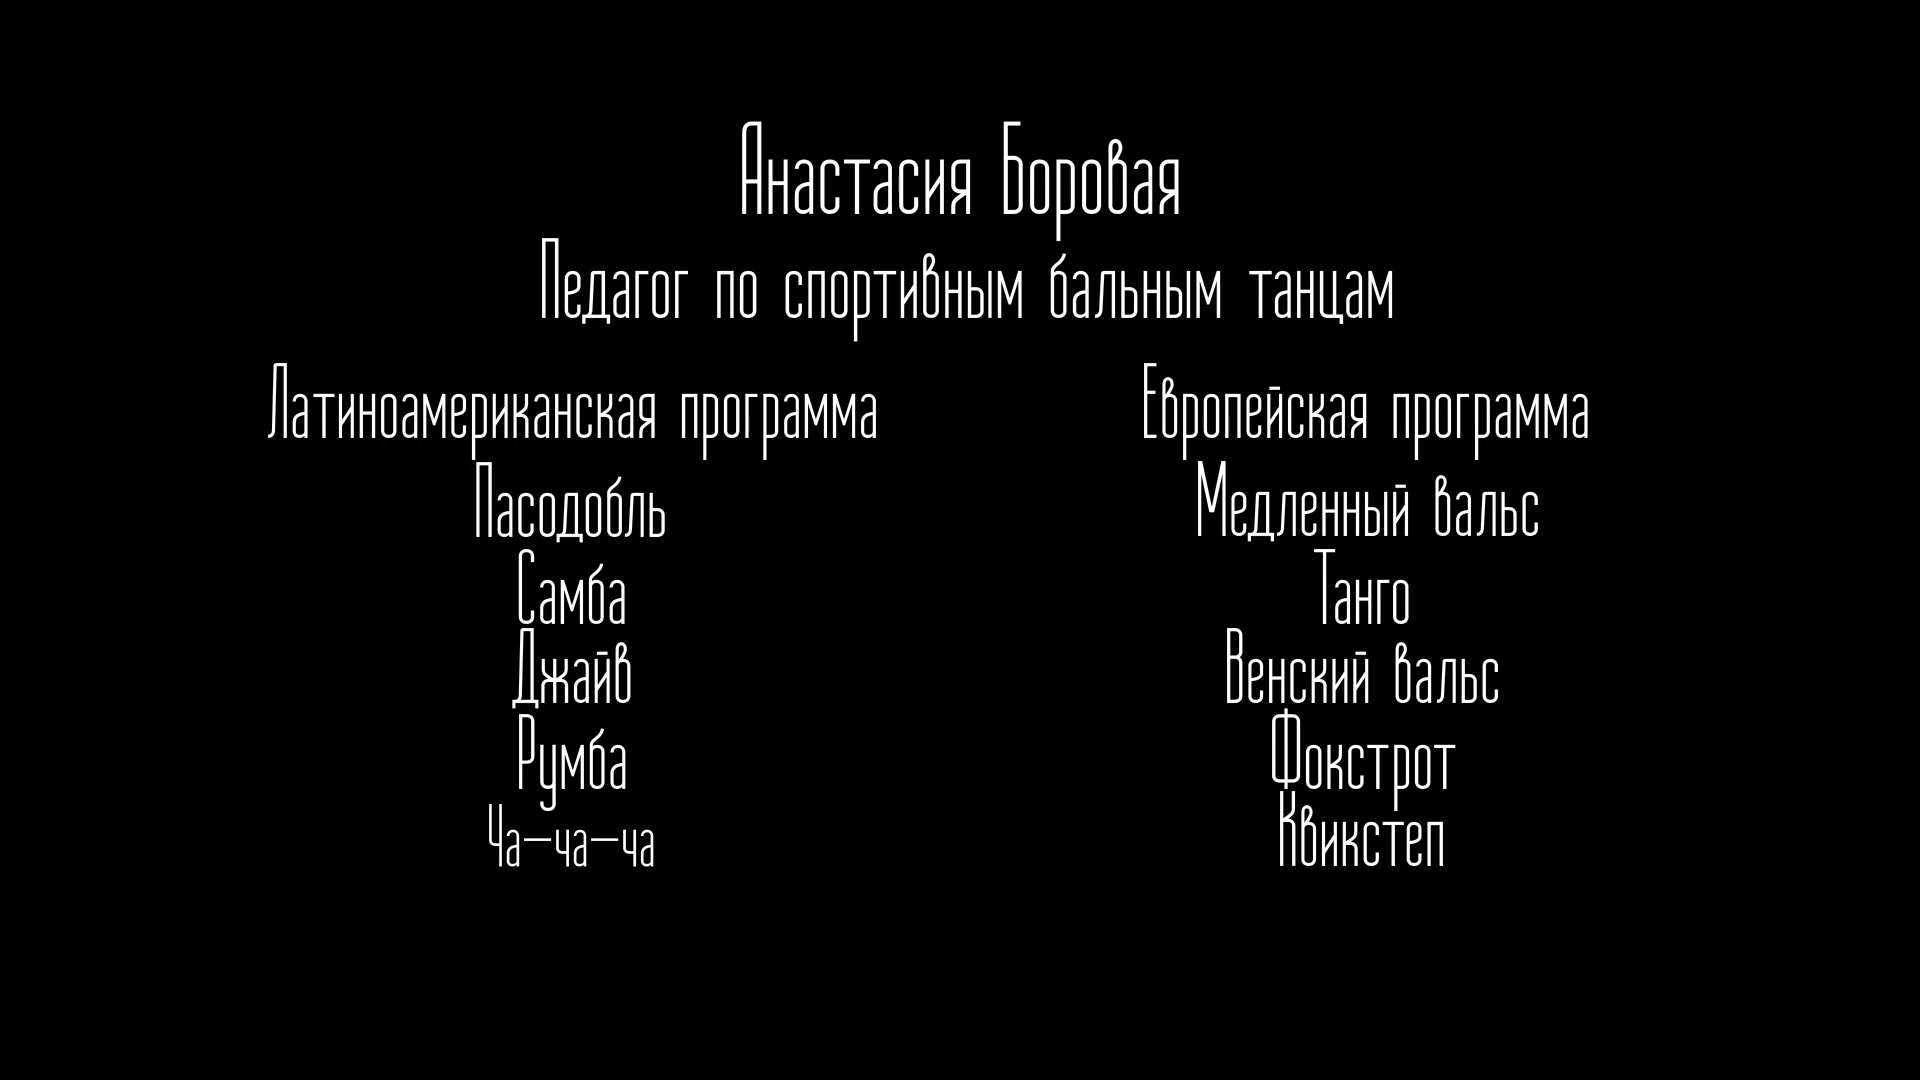 Анастасия Боровая
Педагог по спортивным бальным танцам
Латиноамериканская программа
Пасодобль
Самба
Джайв
Румба
Ча-ча-ча
Европейская программа
Медленный вальс
Танго
Венский вальс
Фокстрот
Квикстеп